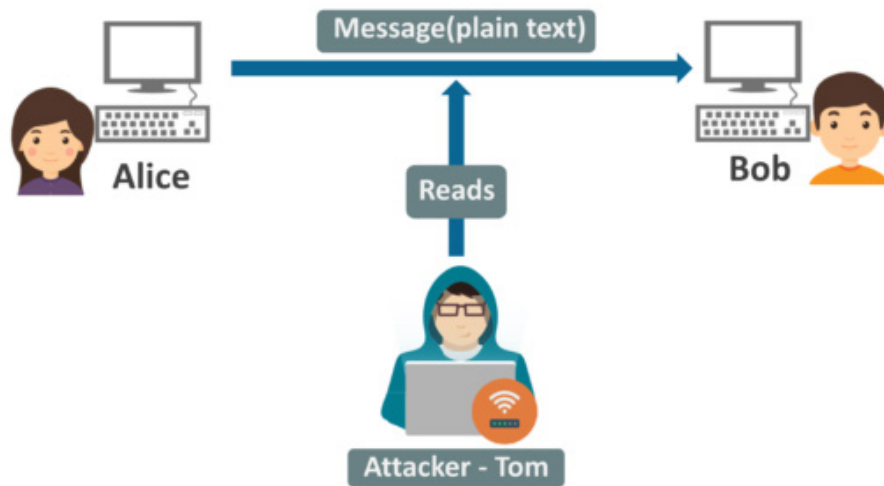 Message(plain text)
Alice
Bob
Reads
Attacker - Tom